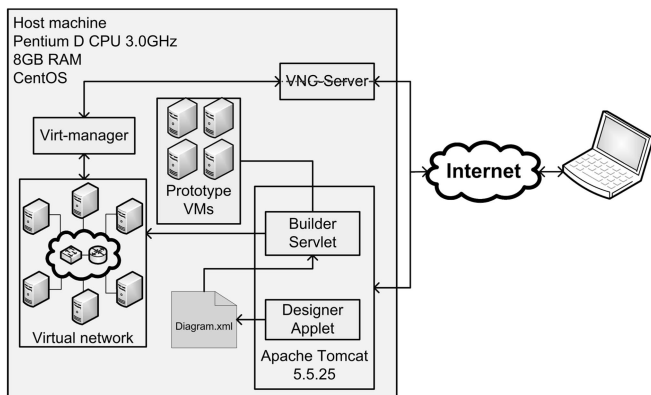 Host machine
Pentium D CPU 3.0GHz
8GB RAM
CentOS
VNC-Server
Virt-manager
Prototype
VMs
Internet
Builder
Servlet
Diagram.xml
Designer
Applet
Virtual network
Apache Tomcat
5.5.25